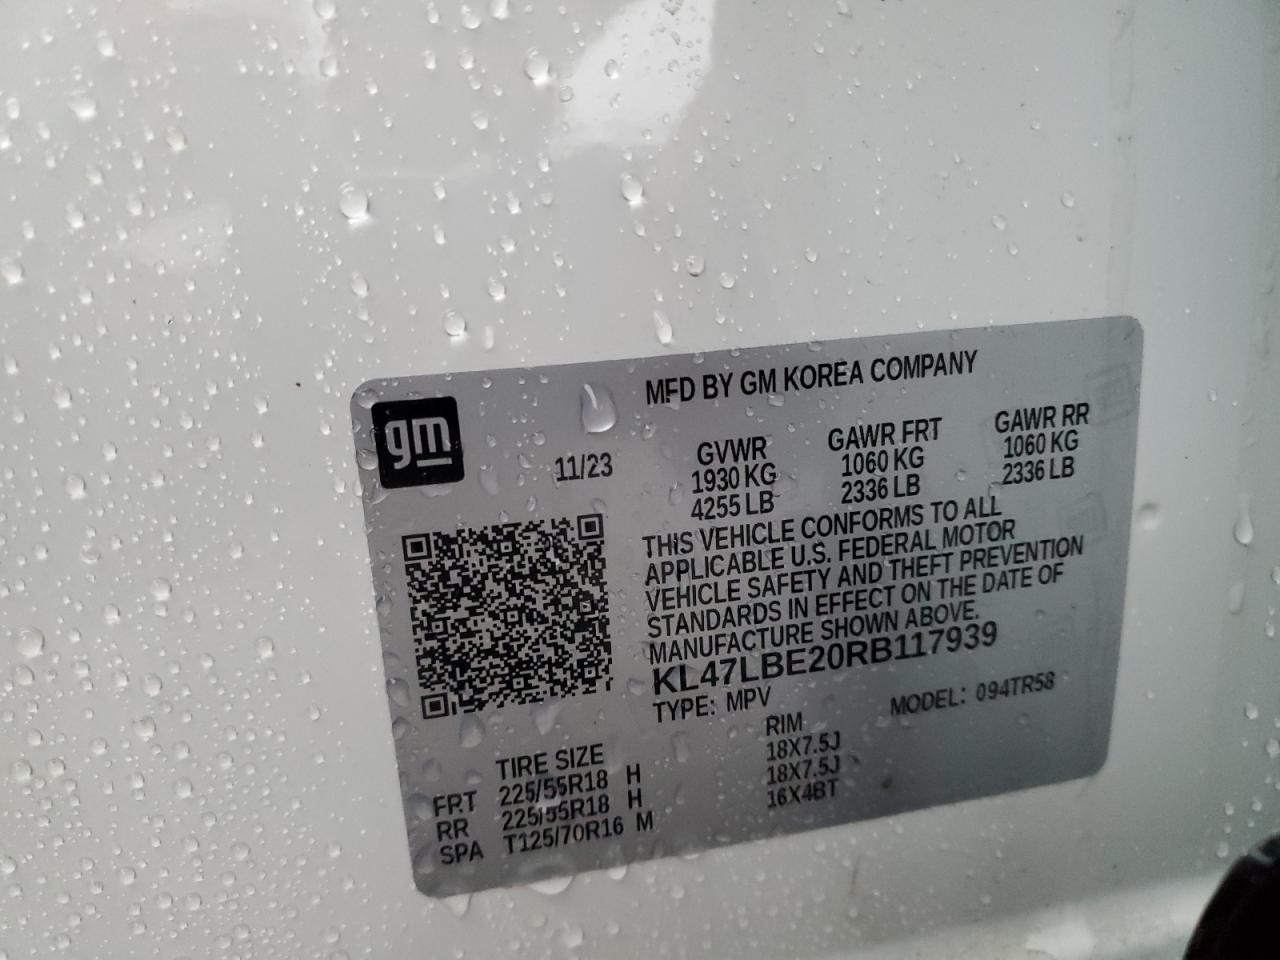 gm
MFD BY GM KOREA COMPANY
11/23
GVWR GAWR FRT GAWR RR
1930 KG 1060 KG 1060 KG
4255 LB 2336 LB 2336 LB
THIS VEHICLE CONFORMS TO ALL
APPLICABLE U.S. FEDERAL MOTOR
VEHICLE SAFETY AND THEFT PREVENTION
STANDARDS IN EFFECT ON THE DATE OF
MANUFACTURE SHOWN ABOVE.
KL47LBE20RB117939
TYPE: MPV MODEL: 094TR58
TIRE SIZE RIM
FRT 225/55R18 H 18X7.5J
RR 225/55R18 H 18X7.5J
SPA T125/70R16 M 16X4BT